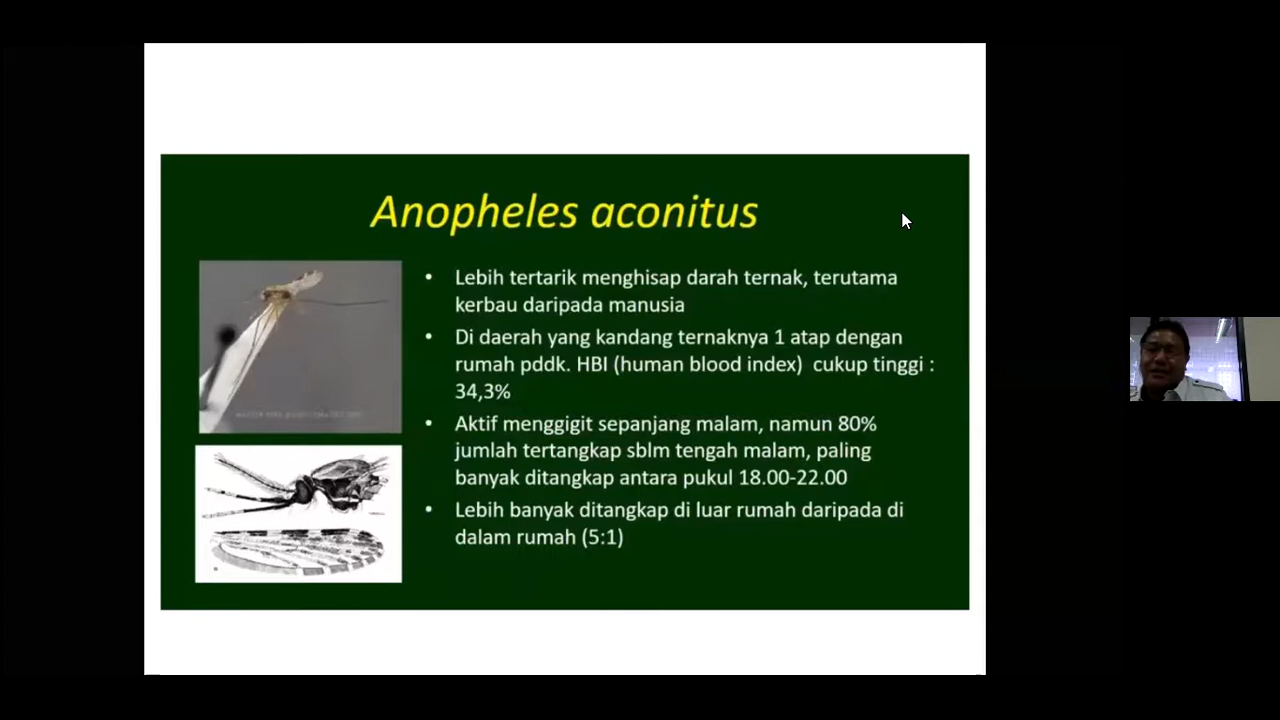 Anopheles aconitus
• Lebih tertarik menghisap darah ternak, terutama
kerbau daripada manusia
• Di daerah yang kandang ternaknya 1 atap dengan
rumah pddk. HBI (human blood index) cukup tinggi :
34,3%
• Aktif menggigit sepanjang malam, namun 80%
jumlah tertangkap sblm tengah malam, paling
banyak ditangkap antara pukul 18.00-22.00
• Lebih banyak ditangkap di luar rumah daripada di
dalam rumah (5:1)